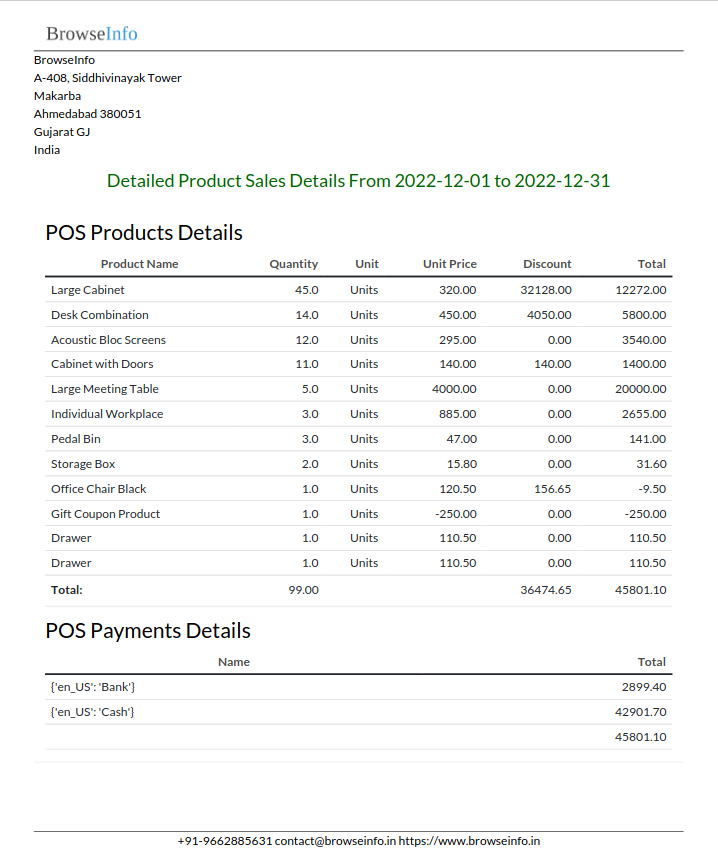 BrowseInfo
BrowseInfo
A-408, Siddhivinayak Tower
Makarba
Ahmedabad 380051
Gujarat GJ
India
Detailed Product Sales Details From 2022-12-01 to 2022-12-31
POS Products Details
Product Name Quantity Unit Unit Price Discount Total
Large Cabinet 45.0 Units 320.00 32128.00 12272.00
Desk Combination 14.0 Units 450.00 4050.00 5800.00
Acoustic Bloc Screens 12.0 Units 295.00 0.00 3540.00
Cabinet with Doors 11.0 Units 140.00 140.00 1400.00
Large Meeting Table 5.0 Units 4000.00 0.00 20000.00
Individual Workplace 3.0 Units 885.00 0.00 2655.00
Pedal Bin 3.0 Units 47.00 0.00 141.00
Storage Box 2.0 Units 15.80 0.00 31.60
Office Chair Black 1.0 Units 120.50 156.65 -9.50
Gift Coupon Product 1.0 Units -250.00 0.00 -250.00
Drawer 1.0 Units 110.50 0.00 110.50
Drawer 1.0 Units 110.50 0.00 110.50
Total: 99.00 36474.65 45801.10
POS Payments Details
Name Total
{'en_US': 'Bank'} 2899.40
{'en_US': 'Cash'} 42901.70
45801.10
+91-9662885631 contact@browseinfo.in https://www.browseinfo.in